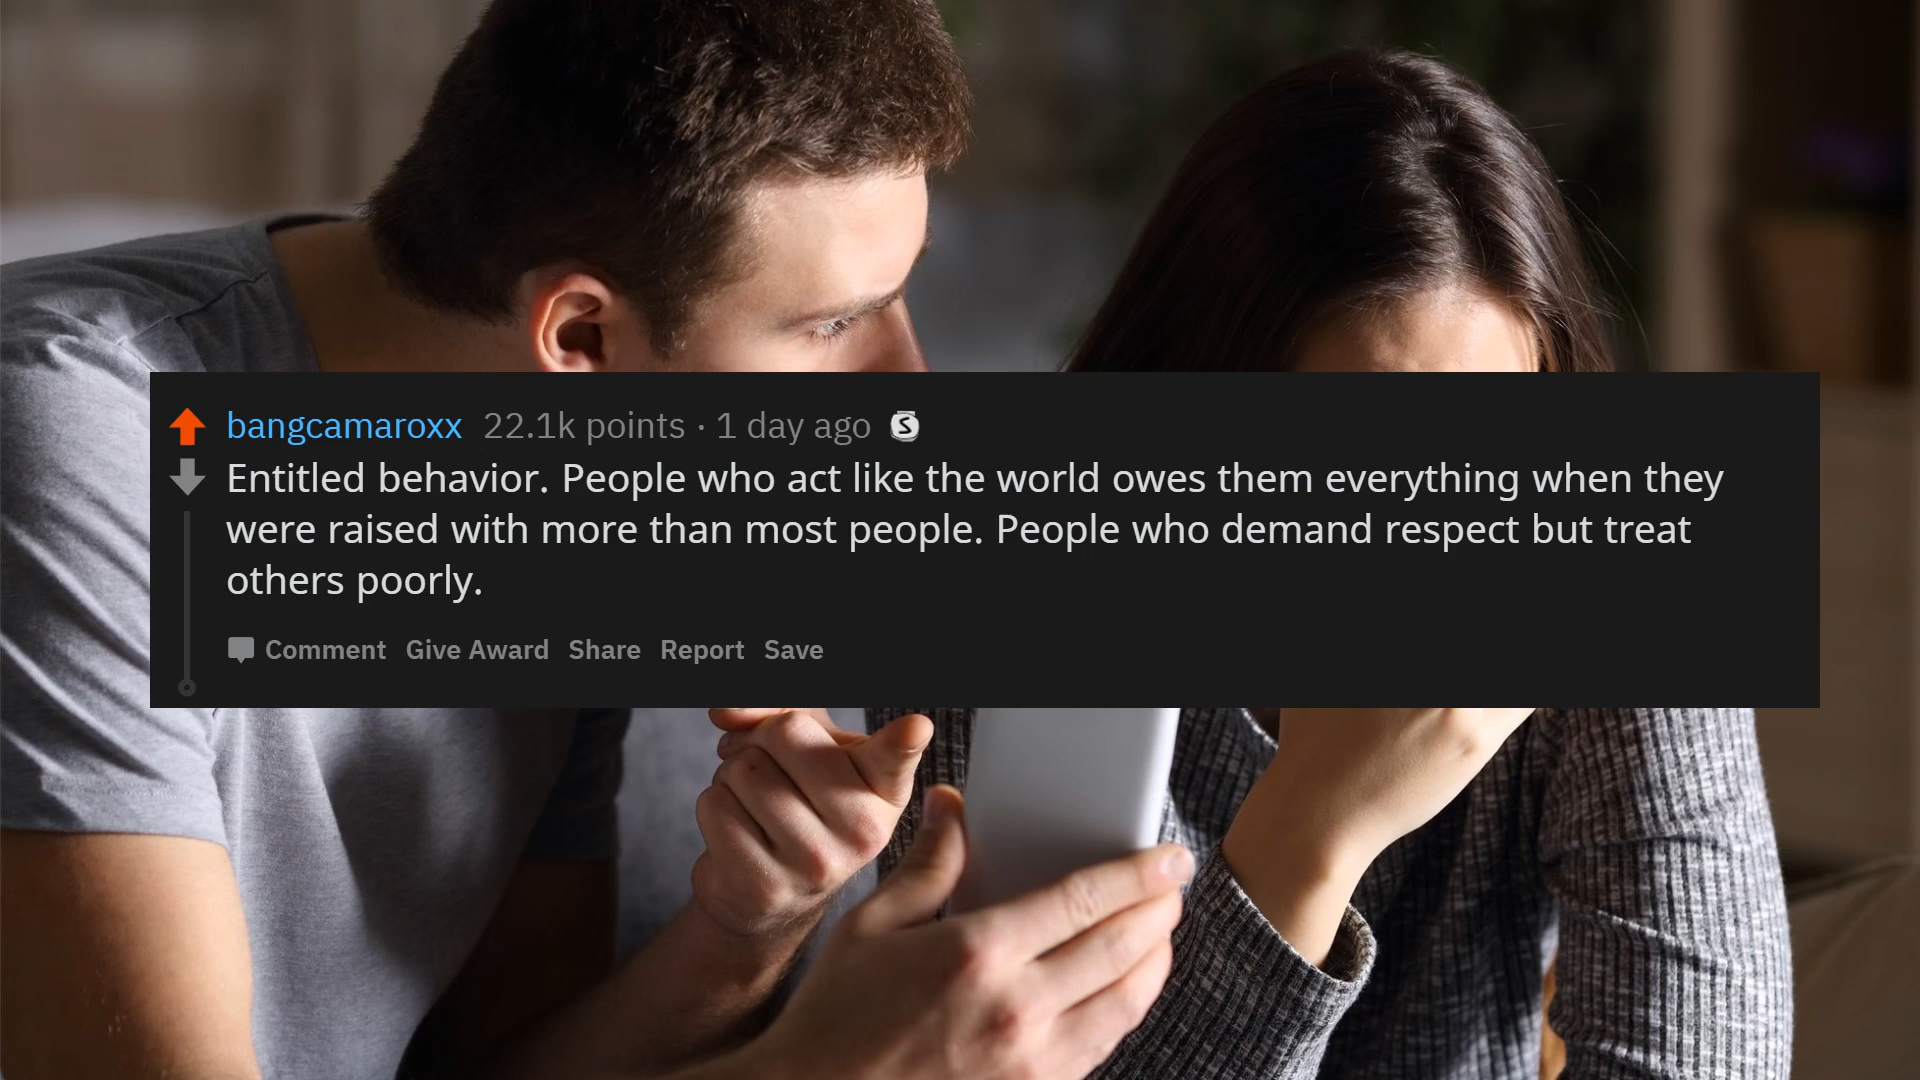 bangcamaroxx 22.1k points · 1 day ago S
Entitled behavior. People who act like the world owes them everything when they
were raised with more than most people. People who demand respect but treat
others poorly.
Comment Give Award Share Report Save